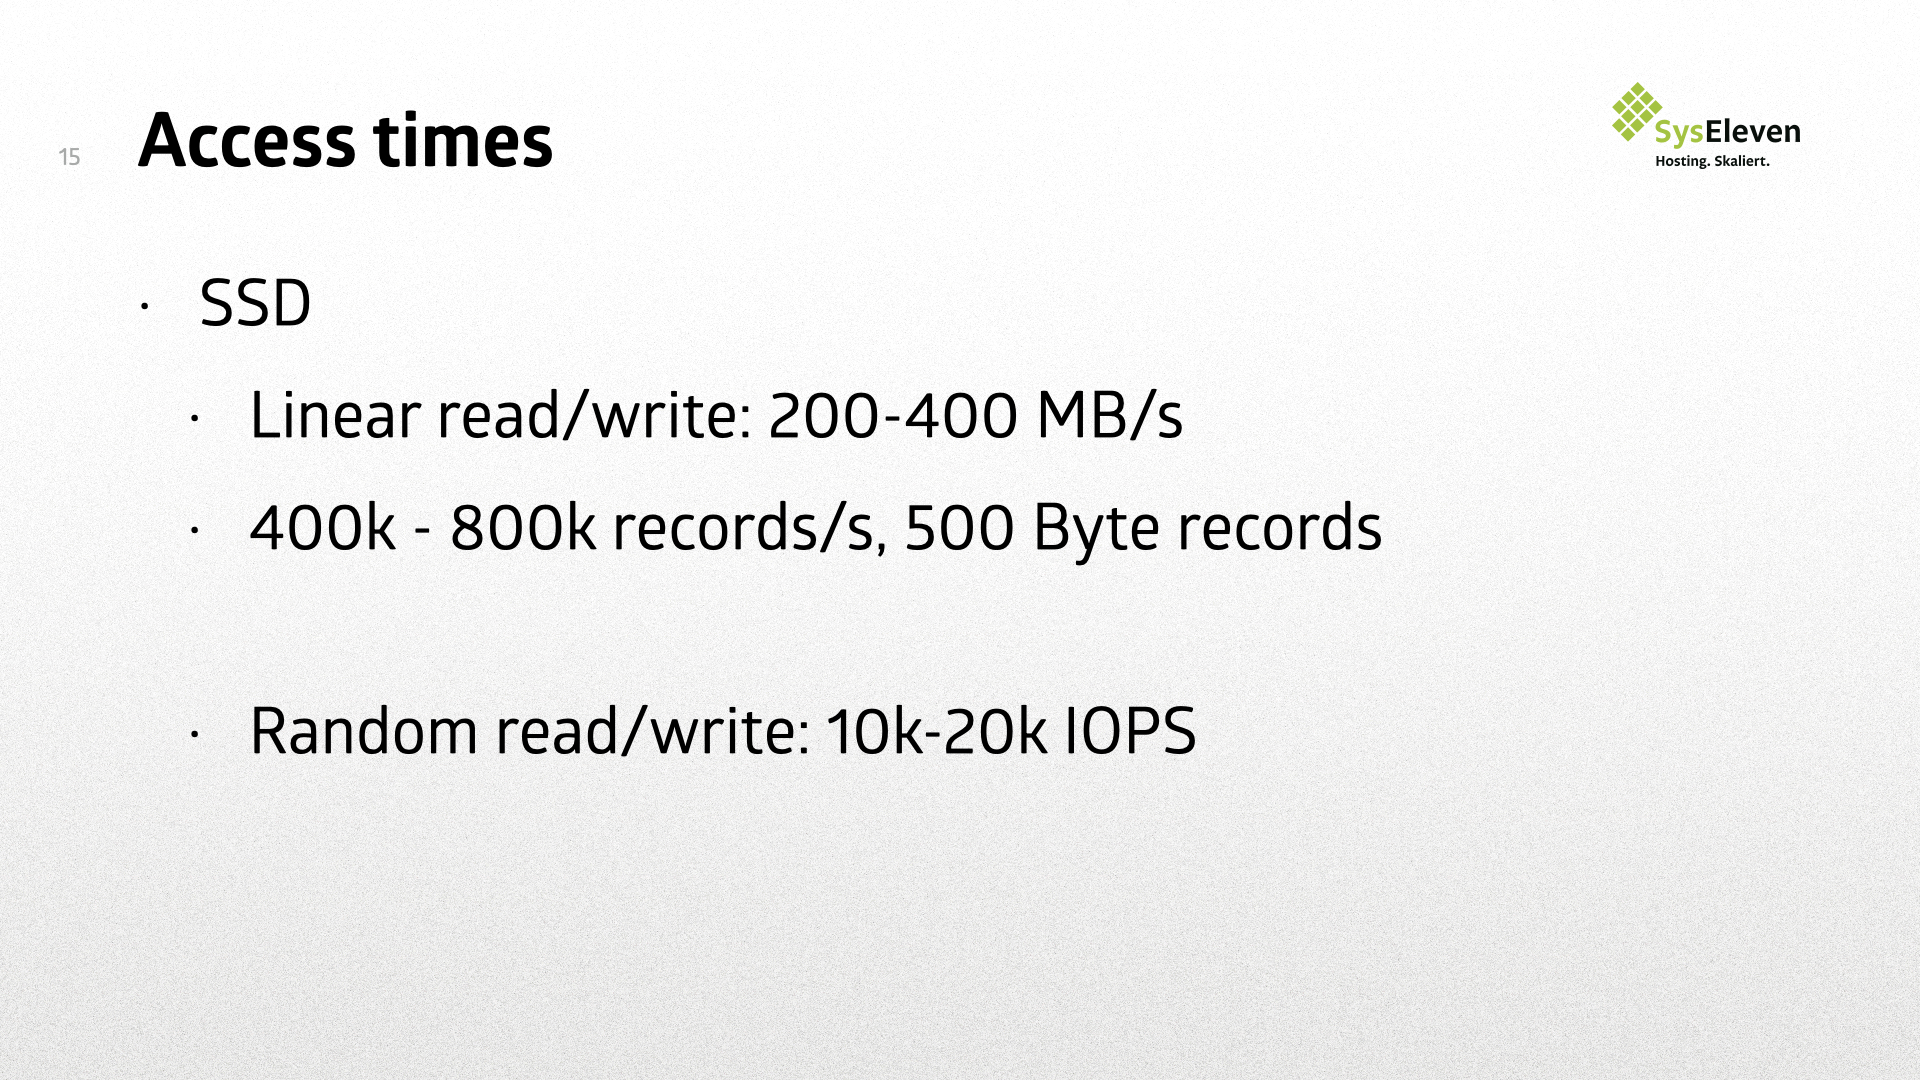 15
Access times
SysEleven
Hosting. Skaliert.
· SSD
· Linear read/write: 200-400 MB/s
· 400k - 800k records/s, 500 Byte records
· Random read/write: 10k-20k IOPS